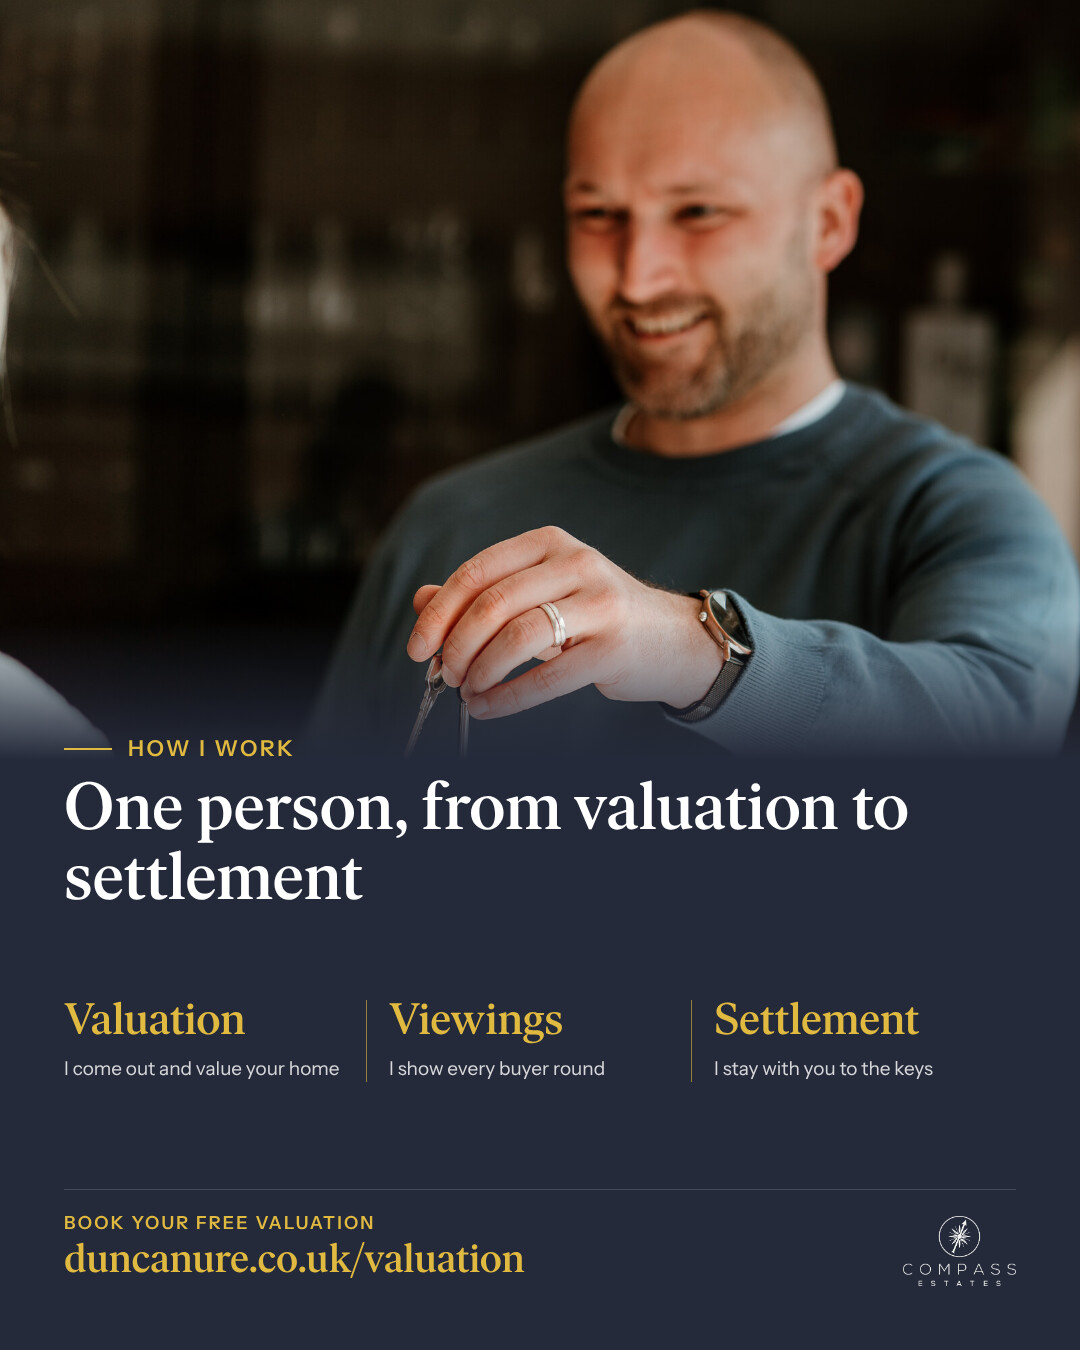 HOW I WORK
One person, from valuation to
settlement
Valuation
I come out and value your home
Viewings
I show every buyer round
Settlement
I stay with you to the keys
BOOK YOUR FREE VALUATION
duncanure.co.uk/valuation
COMPASS
ESTATES